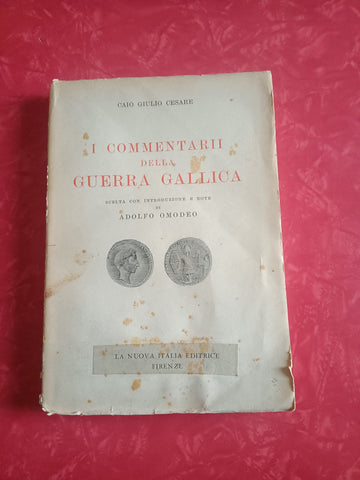 CAIO GIULIO CESARE
I COMMENTARII
DELLA
GUERRA GALLICA
SCELTA CON INTRODUZIONE E NOTE
DI
ADOLFO OMODEO
LA NUOVA ITALIA EDITRICE
FIRENZE